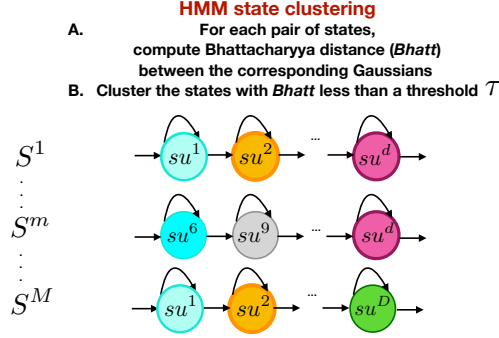 HMM state clustering
A. For each pair of states,
compute Bhattacharyya distance (Bhatt)
between the corresponding Gaussians
B. Cluster the states with Bhatt less than a threshold τ
S¹ su¹ su² ... suᵈ
.
.
.
Sᵐ su⁶ su⁹ ... suᵈ
.
.
.
Sᴹ su¹ su² ... suᴰ